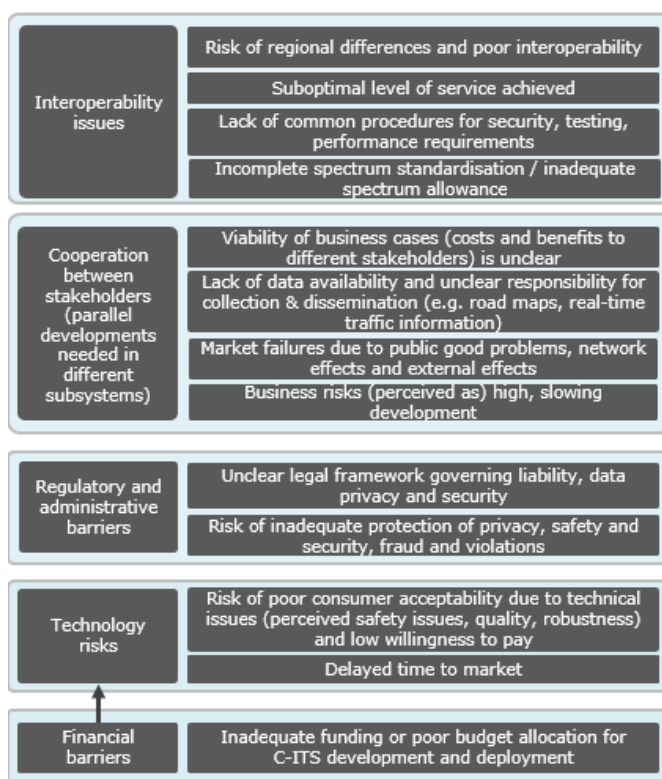 Interoperability
issues
Risk of regional differences and poor interoperability
Suboptimal level of service achieved
Lack of common procedures for security, testing,
performance requirements
Incomplete spectrum standardisation / inadequate
spectrum allowance
Cooperation
between
stakeholders
(parallel
developments
needed in
different
subsystems)
Viability of business cases (costs and benefits to
different stakeholders) is unclear
Lack of data availability and unclear responsibility for
collection & dissemination (e.g. road maps, real-time
traffic information)
Market failures due to public good problems, network
effects and external effects
Business risks (perceived as) high, slowing
development
Regulatory and
administrative
barriers
Unclear legal framework governing liability, data
privacy and security
Risk of inadequate protection of privacy, safety and
security, fraud and violations
Technology
risks
Risk of poor consumer acceptability due to technical
issues (perceived safety issues, quality, robustness)
and low willingness to pay
Delayed time to market
Financial
barriers
Inadequate funding or poor budget allocation for
C-ITS development and deployment